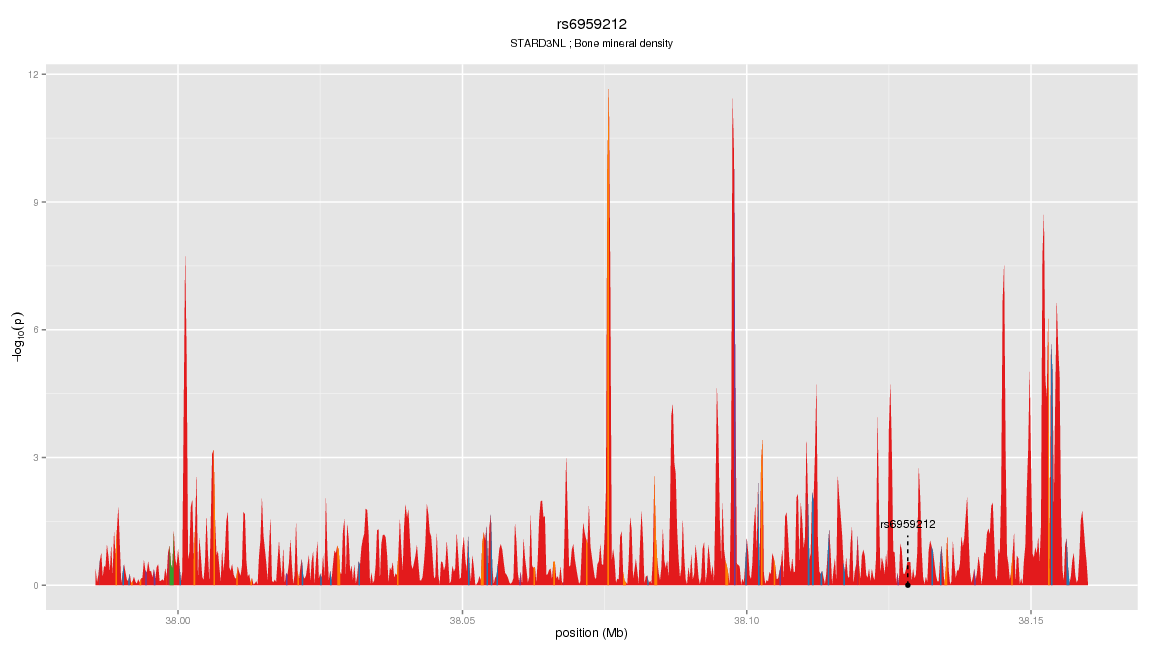 rs6959212
STARD3NL ; Bone mineral density
12
9
6
3
0
−log10(p)
rs6959212
38.00
38.05
38.10
38.15
position (Mb)